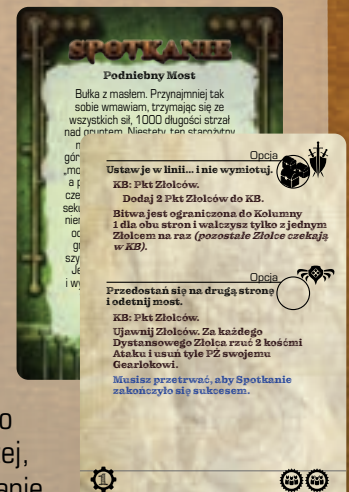 SPOTKANIE
Podniebny Most
Bułka z masłem. Przynajmniej tak
sobie wmawiam, trzymając się ze
wszystkich sił, 1000 długości strzał
nad gruntem. Niestety, ten starożytny
Opcja
Ustaw je w linii... i nie wymiotuj.
KB: Pkt Złolców.
Dodaj 2 Pkt Złolców do KB.
Bitwa jest ograniczona do Kolumny
1 dla obu stron i walczysz tylko z jednym
Złolcem na raz (pozostałe Złolce czekają
w KB).
Opcja
Przedostań się na drugą stronę
i odetnij most.
KB: Pkt Złolców.
Ujawnij Złolców. Za każdego
Dystansowego Złolca rzuć 2 kośćmi
Ataku i usuń tyle PŻ swojemu
Gearlokowi.
Musisz przetrwać, aby Spotkanie
zakończyło się sukcesem.
1